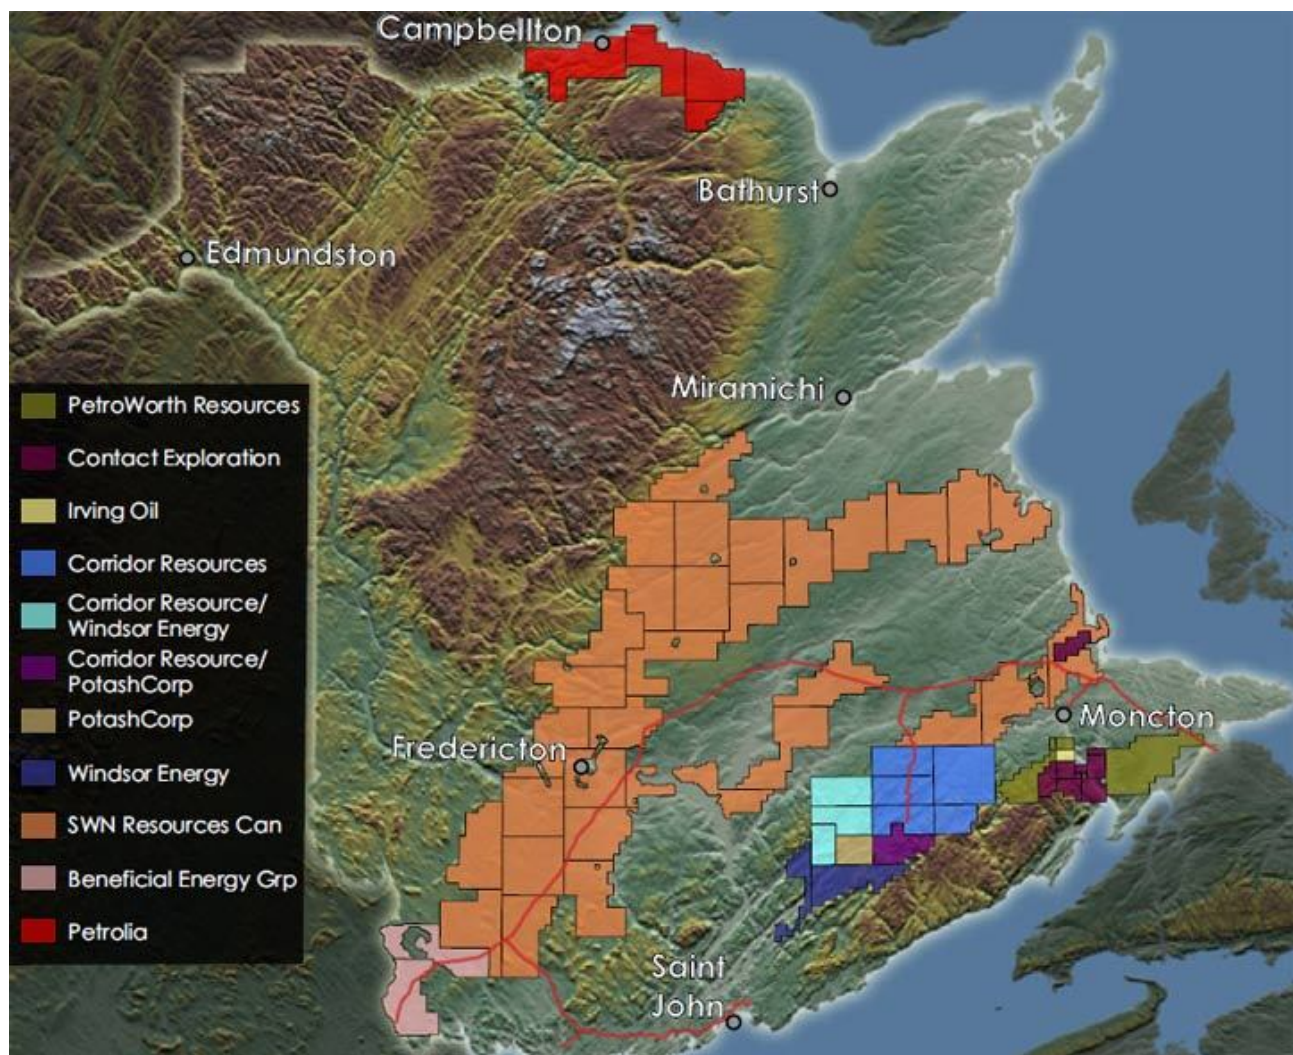 Campbellton
Bathurst
Edmundston
Miramichi
PetroWorth Resources
Contact Exploration
Irving Oil
Corridor Resources
Corridor Resource/
Windsor Energy
Corridor Resource/
PotashCorp
PotashCorp
Windsor Energy
SWN Resources Can
Beneficial Energy Grp
Petrolia
Moncton
Fredericton
Saint
John